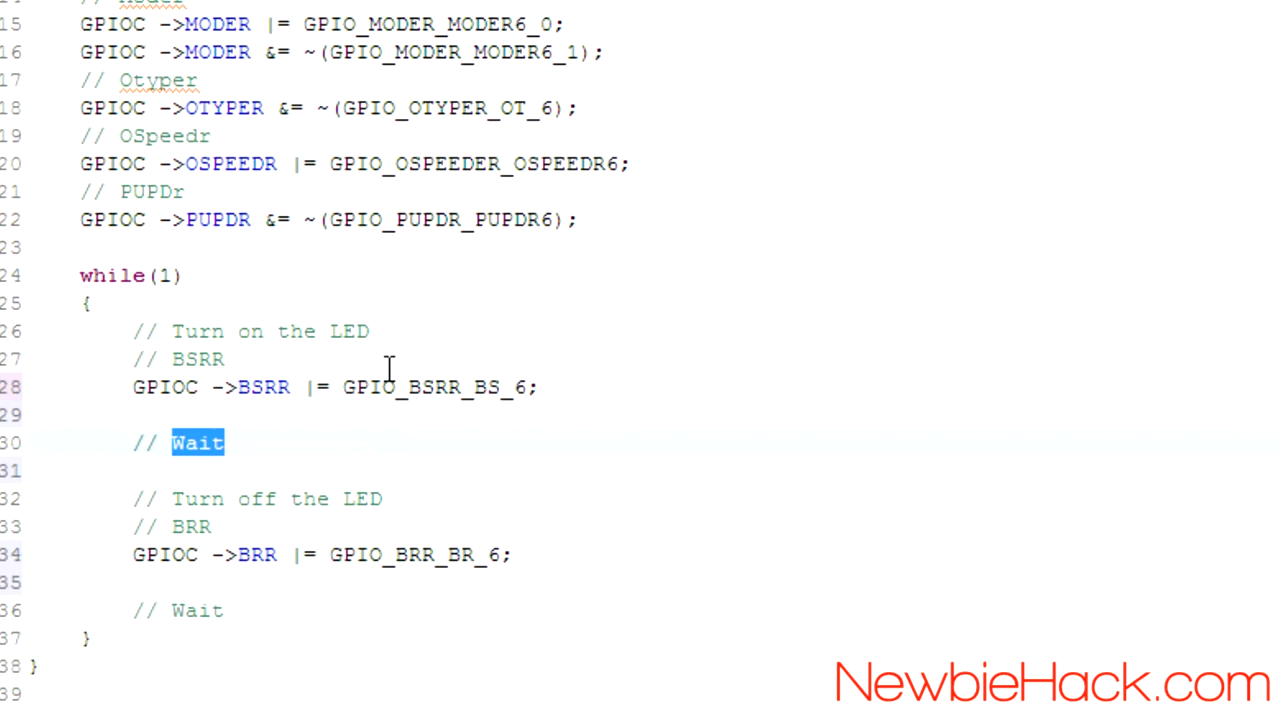 // Moder
15 GPIOC ->MODER |= GPIO_MODER_MODER6_0;
16 GPIOC ->MODER &= ~(GPIO_MODER_MODER6_1);
17 // Otyper
18 GPIOC ->OTYPER &= ~(GPIO_OTYPER_OT_6);
19 // OSpeedr
20 GPIOC ->OSPEEDR |= GPIO_OSPEEDER_OSPEEDR6;
21 // PUPDr
22 GPIOC ->PUPDR &= ~(GPIO_PUPDR_PUPDR6);
23
24 while(1)
25 {
26 // Turn on the LED
27 // BSRR
28 GPIOC ->BSRR |= GPIO_BSRR_BS_6;
29
30 // Wait
31
32 // Turn off the LED
33 // BRR
34 GPIOC ->BRR |= GPIO_BRR_BR_6;
35
36 // Wait
37 }
38 }
39
NewbieHack.com